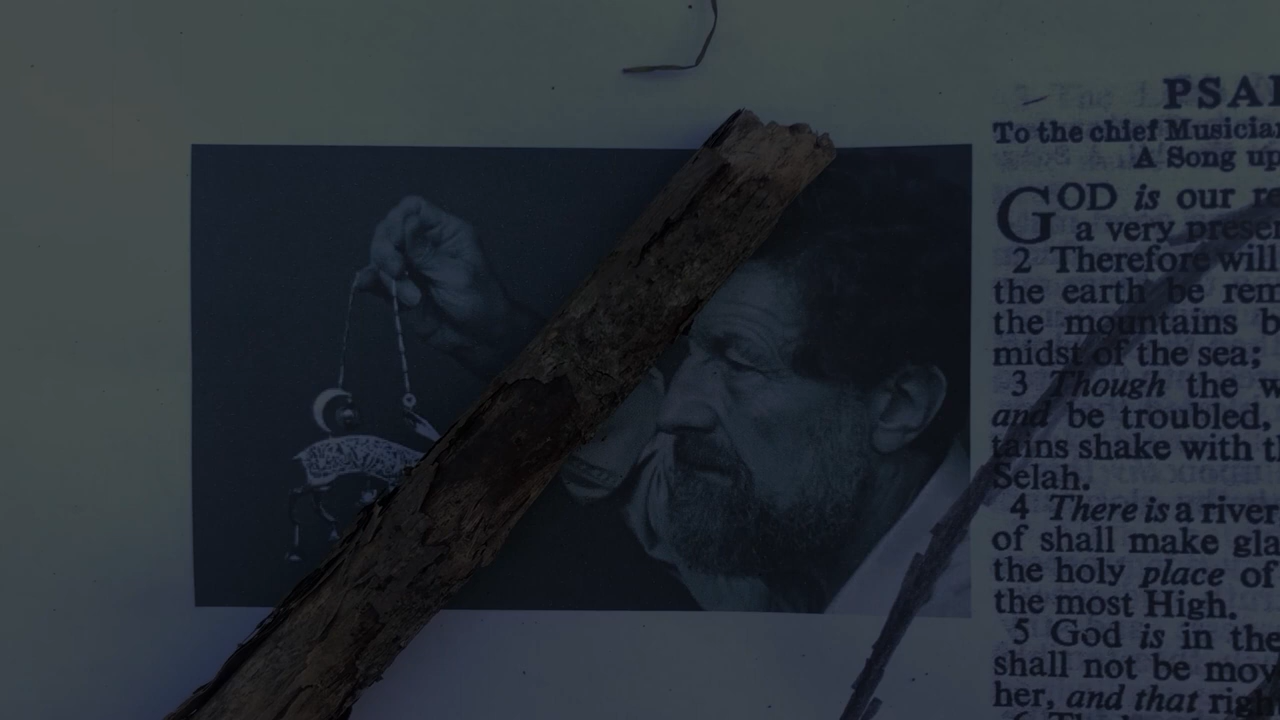 PSA
To the chief Musicia
A Song up
GOD is our re
a very prese
2 Therefore will
the earth be rem
the mountains b
midst of the sea;
3 Though the w
and be troubled,
tains shake with t
Selah.
4 There is a river
of shall make gla
the holy place of
the most High.
5 God is in the
shall not be mov
her, and that righ